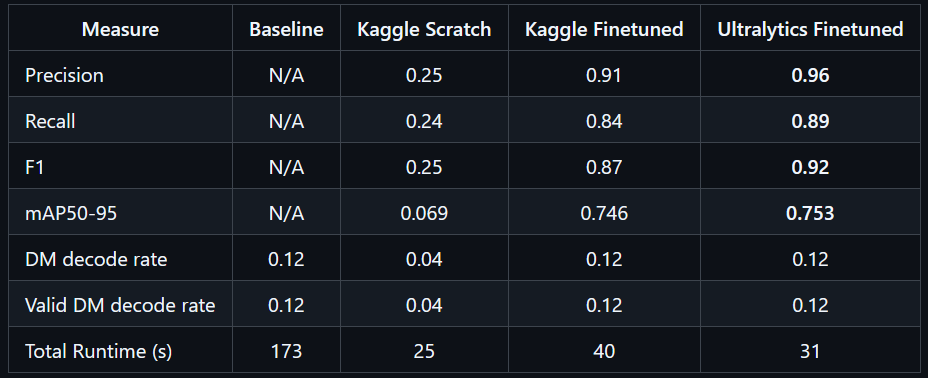 Measure Baseline Kaggle Scratch Kaggle Finetuned Ultralytics Finetuned
Precision N/A 0.25 0.91 0.96
Recall N/A 0.24 0.84 0.89
F1 N/A 0.25 0.87 0.92
mAP50-95 N/A 0.069 0.746 0.753
DM decode rate 0.12 0.04 0.12 0.12
Valid DM decode rate 0.12 0.04 0.12 0.12
Total Runtime (s) 173 25 40 31